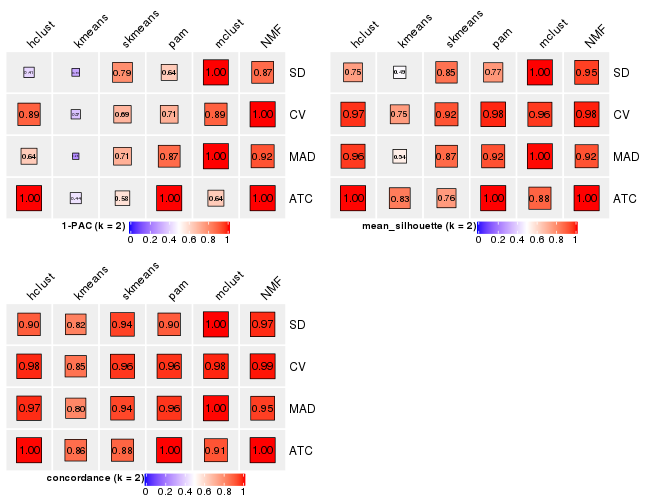 hclust kmeans skmeans pam mclust NMF
0.79 0.64 1.00 0.87 SD
0.89 0.69 0.71 0.89 1.00 CV
0.64 0.71 0.87 1.00 0.92 MAD
1.00 0.44 0.58 1.00 0.64 1.00 ATC
1-PAC (k = 2)
0 0.2 0.4 0.6 0.8 1
hclust kmeans skmeans pam mclust NMF
0.75 0.49 0.85 0.77 1.00 0.95 SD
0.97 0.75 0.92 0.98 0.96 0.98 CV
0.96 0.87 0.92 1.00 0.92 MAD
1.00 0.83 0.76 1.00 0.88 1.00 ATC
mean_silhouette (k = 2)
0 0.2 0.4 0.6 0.8 1
hclust kmeans skmeans pam mclust NMF
0.90 0.82 0.94 0.90 1.00 0.97 SD
0.98 0.85 0.96 0.96 0.98 0.99 CV
0.97 0.80 0.94 0.96 1.00 0.95 MAD
1.00 0.86 0.88 1.00 0.91 1.00 ATC
concordance (k = 2)
0 0.2 0.4 0.6 0.8 1